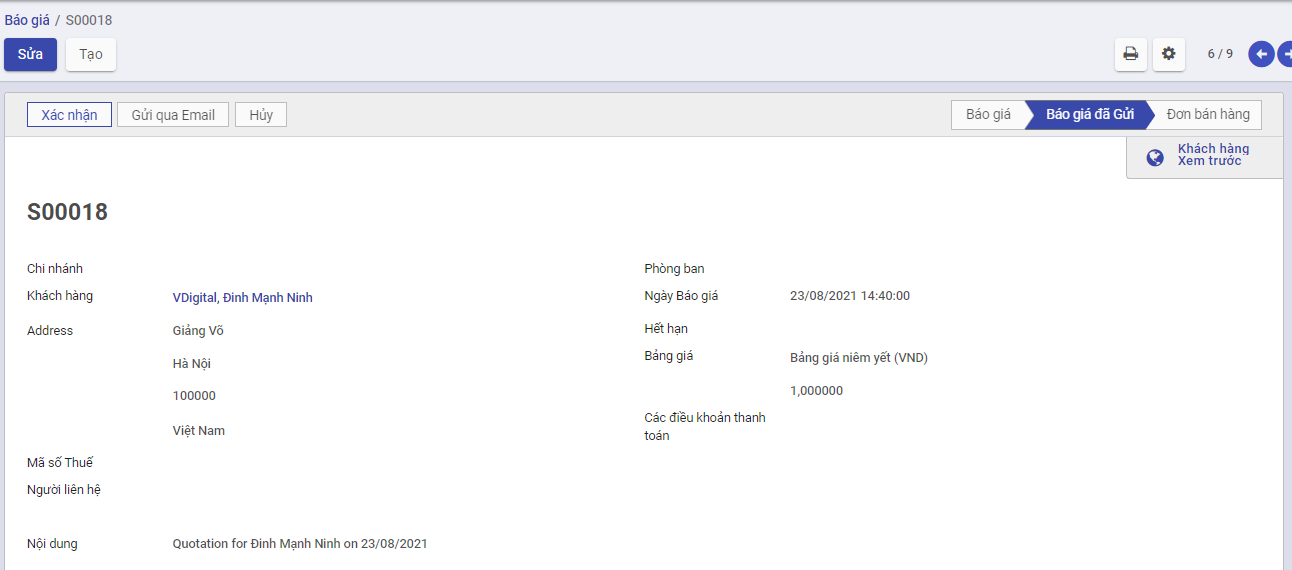 Báo giá / S00018
Sửa Tạo 6 / 9
Xác nhận Gửi qua Email Hủy Báo giá Báo giá đã Gửi Đơn bán hàng
Khách hàng
Xem trước
S00018
Chi nhánh Phòng ban
Khách hàng VDigital, Đinh Mạnh Ninh Ngày Báo giá 23/08/2021 14:40:00
Address Giảng Võ Hết hạn
Hà Nội Bảng giá Bảng giá niêm yết (VND)
100000 1,000000
Việt Nam Các điều khoản thanh
toán
Mã số Thuế
Người liên hệ
Nội dung Quotation for Đinh Mạnh Ninh on 23/08/2021